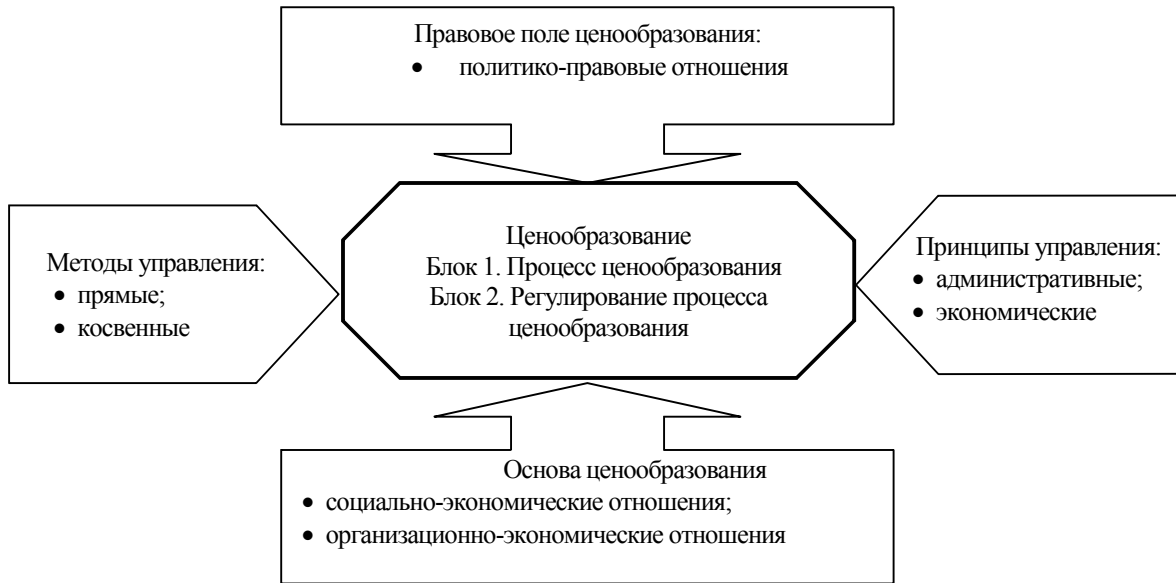 Правовое поле ценообразования:
• политико-правовые отношения
Методы управления:
• прямые;
• косвенные
Ценообразование
Блок 1. Процесс ценообразования
Блок 2. Регулирование процесса
ценообразования
Принципы управления:
• административные;
• экономические
Основа ценообразования
• социально-экономические отношения;
• организационно-экономические отношения